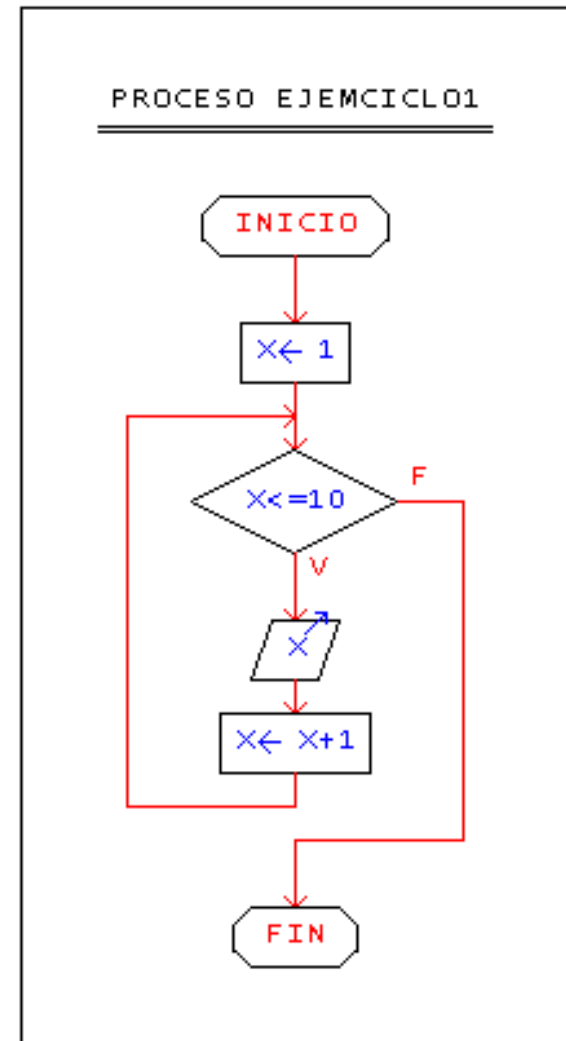 PROCESO EJEMCICLO1
INICIO
X← 1
X<=10
F
V
X
X← X+1
FIN